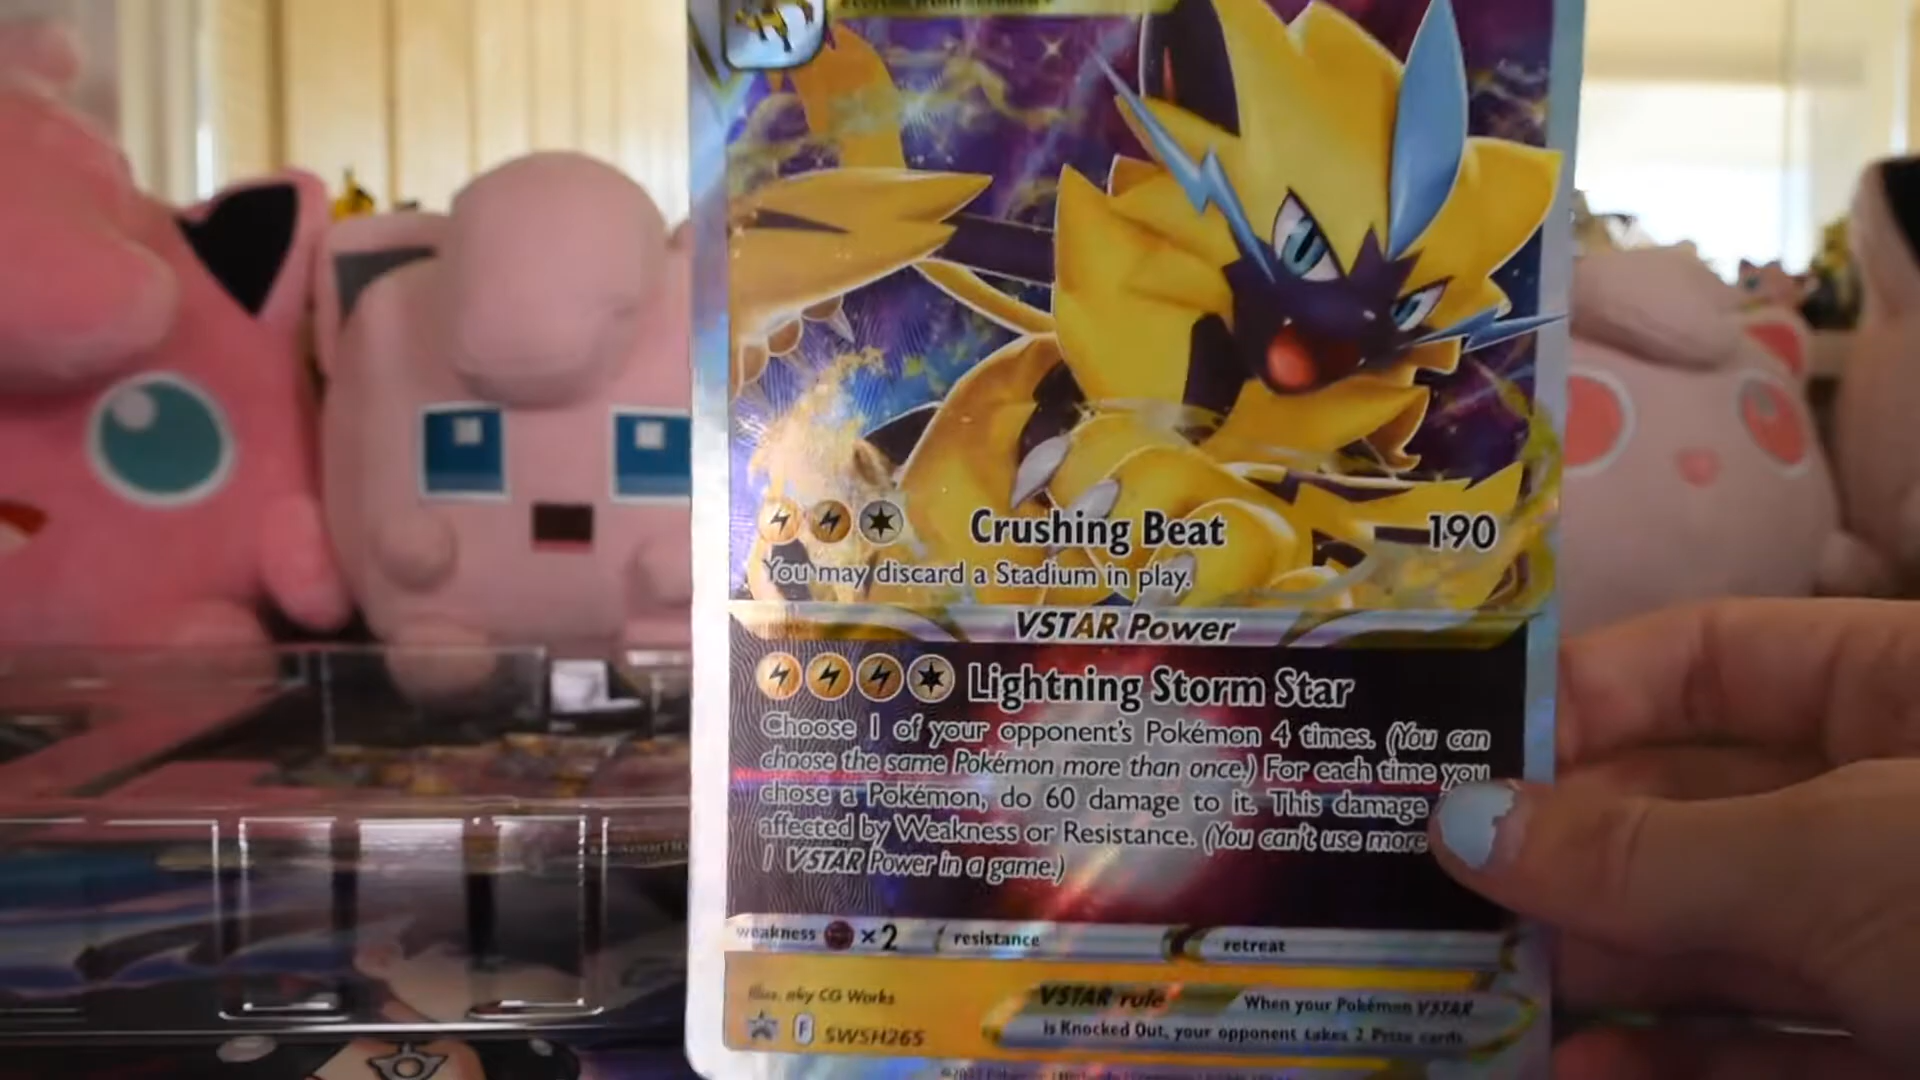 Crushing Beat 190
You may discard a Stadium in play.
VSTAR Power
Lightning Storm Star
Choose 1 of your opponent's Pokémon 4 times. (You can
choose the same Pokémon more than once.) For each time you
chose a Pokémon, do 60 damage to it. This damage
affected by Weakness or Resistance. (You can't use more
1 VSTAR Power in a game.)
weakness ×2 resistance retreat
Illus. aky CG Works
VSTAR rule When your Pokémon VSTAR
is Knocked Out, your opponent takes 2 Prize cards.
F SWSH265